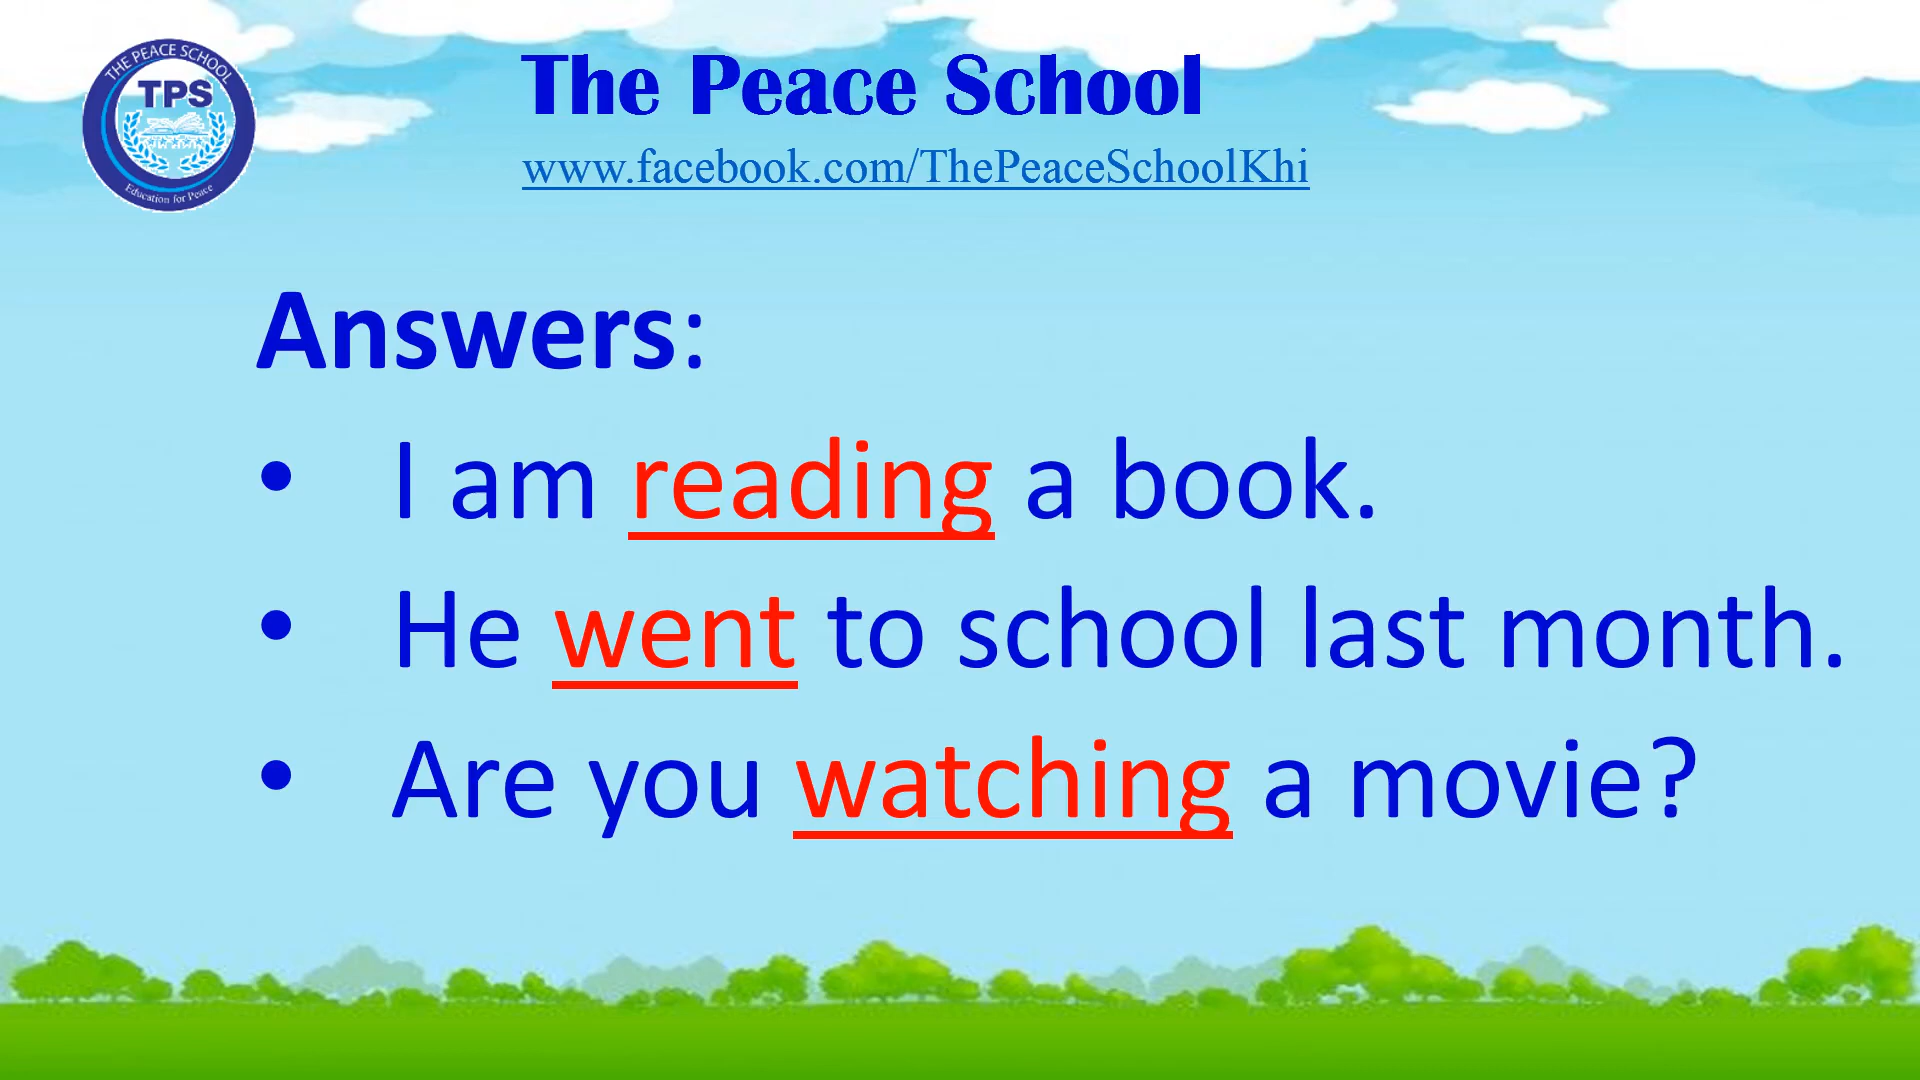 THE PEACE SCHOOL
TPS
Education for Peace
The Peace School
www.facebook.com/ThePeaceSchoolKhi
Answers:
• I am reading a book.
• He went to school last month.
• Are you watching a movie?